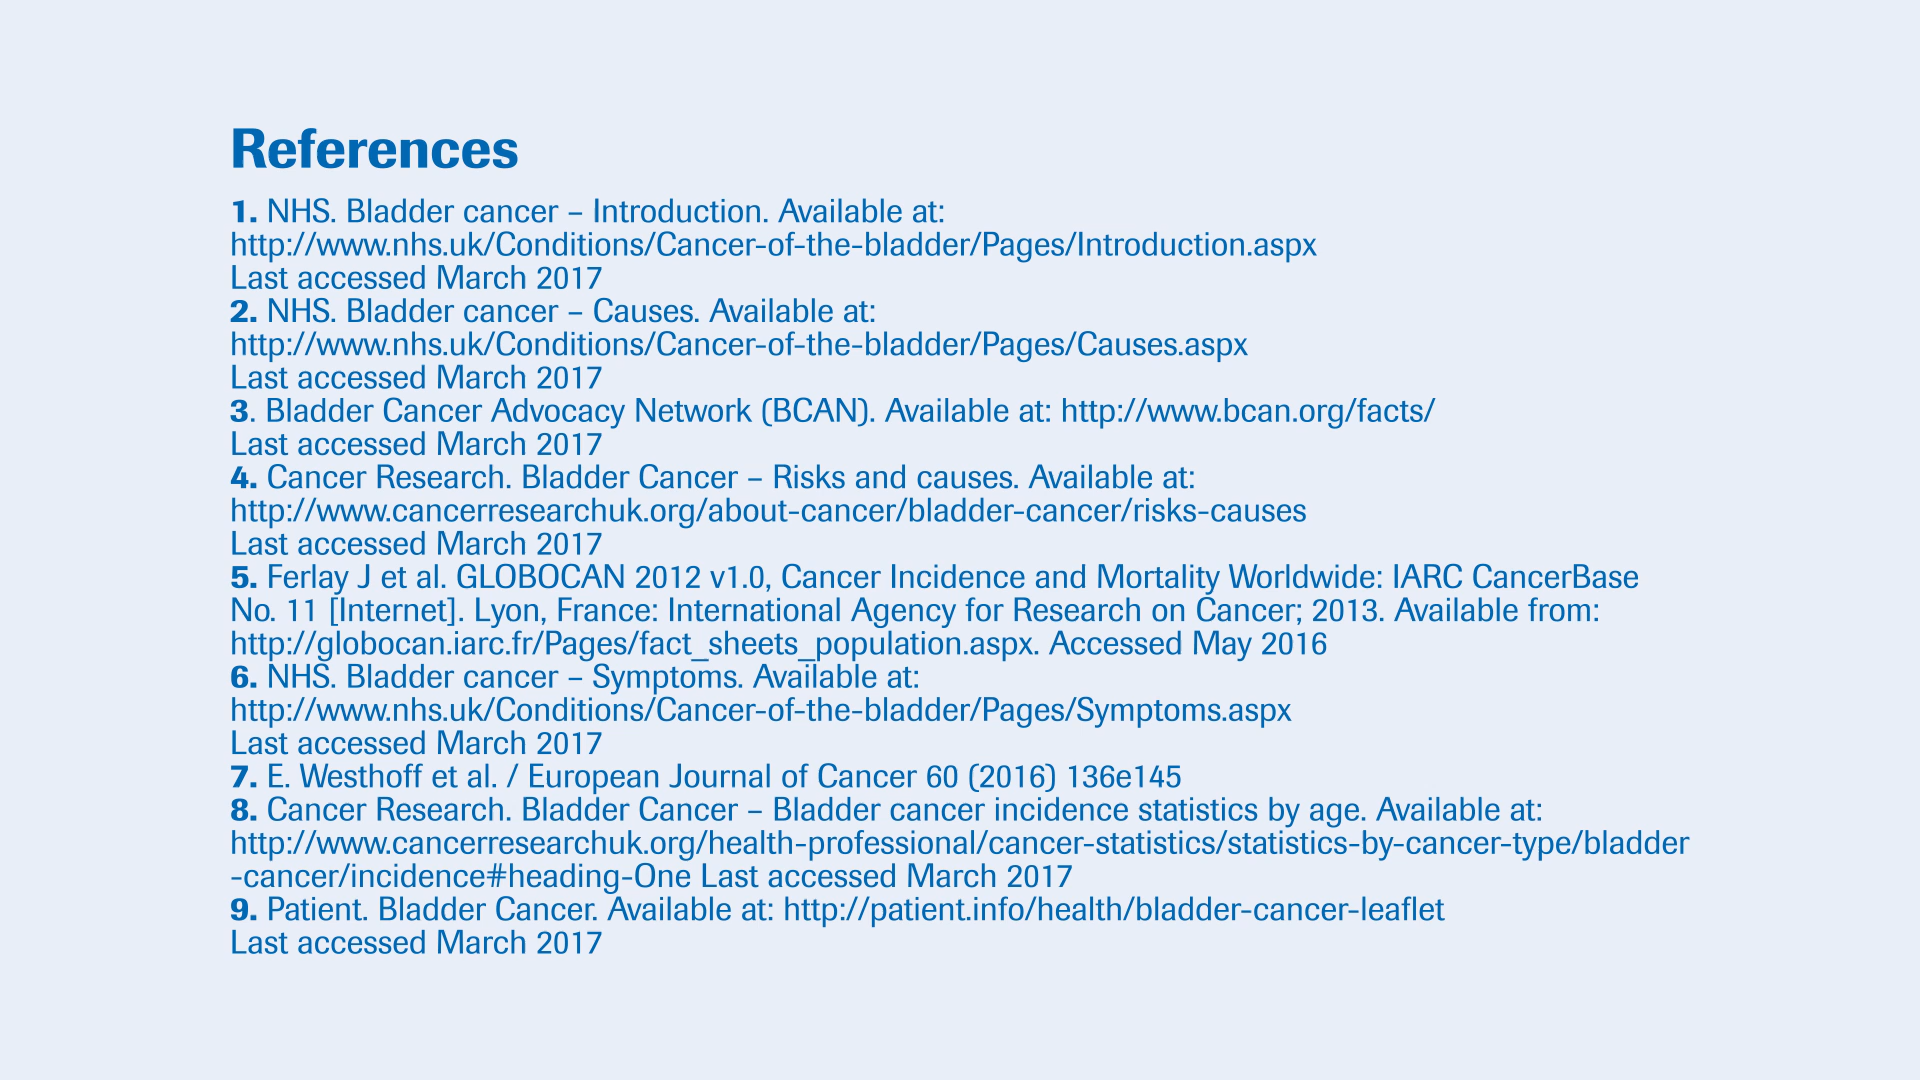 References
1. NHS. Bladder cancer – Introduction. Available at:
http://www.nhs.uk/Conditions/Cancer-of-the-bladder/Pages/Introduction.aspx
Last accessed March 2017
2. NHS. Bladder cancer – Causes. Available at:
http://www.nhs.uk/Conditions/Cancer-of-the-bladder/Pages/Causes.aspx
Last accessed March 2017
3. Bladder Cancer Advocacy Network (BCAN). Available at: http://www.bcan.org/facts/
Last accessed March 2017
4. Cancer Research. Bladder Cancer – Risks and causes. Available at:
http://www.cancerresearchuk.org/about-cancer/bladder-cancer/risks-causes
Last accessed March 2017
5. Ferlay J et al. GLOBOCAN 2012 v1.0, Cancer Incidence and Mortality Worldwide: IARC CancerBase
No. 11 [Internet]. Lyon, France: International Agency for Research on Cancer; 2013. Available from:
http://globocan.iarc.fr/Pages/fact_sheets_population.aspx. Accessed May 2016
6. NHS. Bladder cancer – Symptoms. Available at:
http://www.nhs.uk/Conditions/Cancer-of-the-bladder/Pages/Symptoms.aspx
Last accessed March 2017
7. E. Westhoff et al. / European Journal of Cancer 60 (2016) 136e145
8. Cancer Research. Bladder Cancer – Bladder cancer incidence statistics by age. Available at:
http://www.cancerresearchuk.org/health-professional/cancer-statistics/statistics-by-cancer-type/bladder
-cancer/incidence#heading-One Last accessed March 2017
9. Patient. Bladder Cancer. Available at: http://patient.info/health/bladder-cancer-leaflet
Last accessed March 2017